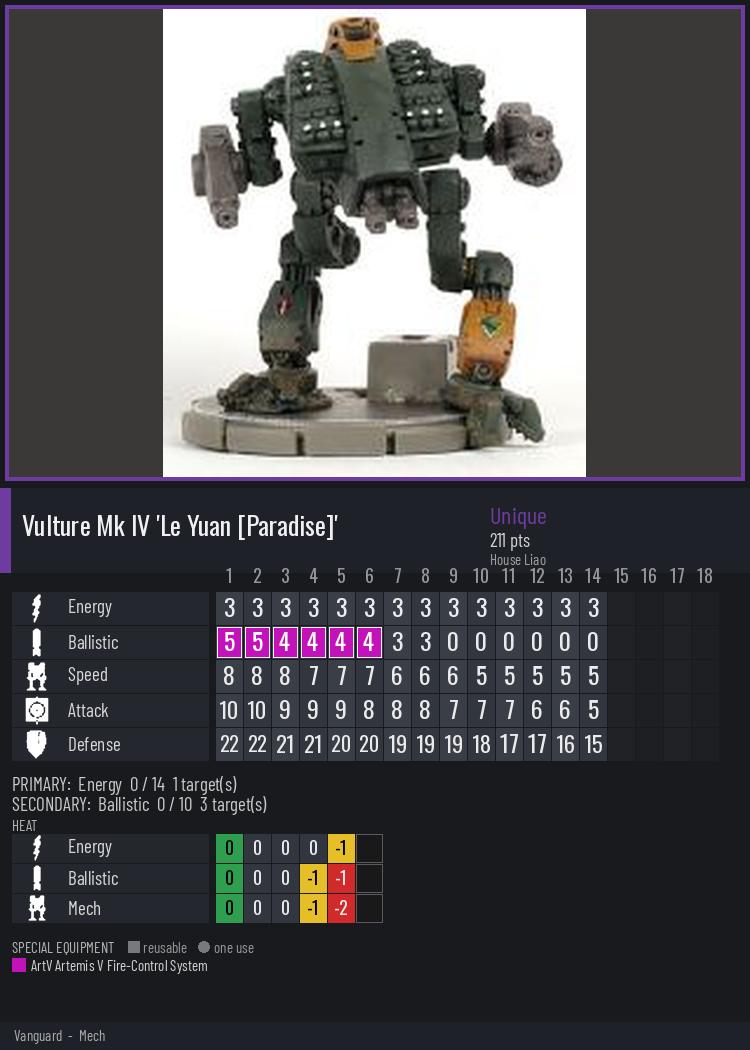 Vulture Mk IV 'Le Yuan [Paradise]'
Unique
211 pts
House Liao
1 2 3 4 5 6 7 8 9 10 11 12 13 14 15 16 17 18
Energy 3 3 3 3 3 3 3 3 3 3 3 3 3 3
Ballistic 5 5 4 4 4 4 3 3 0 0 0 0 0 0
Speed 8 8 8 7 7 7 6 6 6 5 5 5 5 5
Attack 10 10 9 9 9 8 8 8 7 7 7 6 6 5
Defense 22 22 21 21 20 20 19 19 19 18 17 17 16 15
PRIMARY: Energy 0 / 14 1 target(s)
SECONDARY: Ballistic 0 / 10 3 target(s)
HEAT
Energy 0 0 0 0 -1
Ballistic 0 0 0 -1 -1
Mech 0 0 0 -1 -2
SPECIAL EQUIPMENT reusable one use
ArtV Artemis V Fire-Control System
Vanguard - Mech